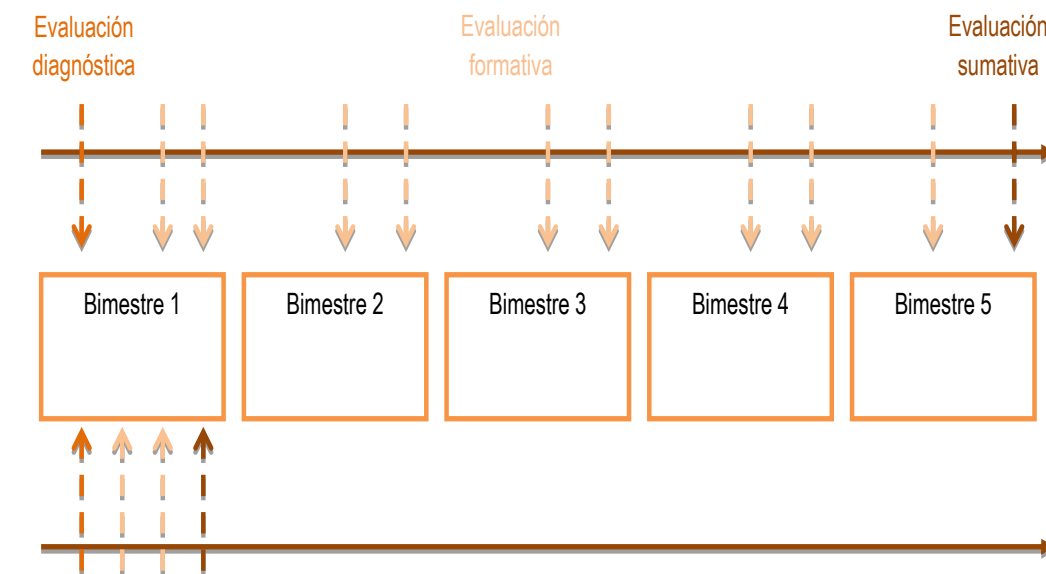 Evaluación
diagnóstica
Evaluación
formativa
Evaluación
sumativa
Bimestre 1
Bimestre 2
Bimestre 3
Bimestre 4
Bimestre 5